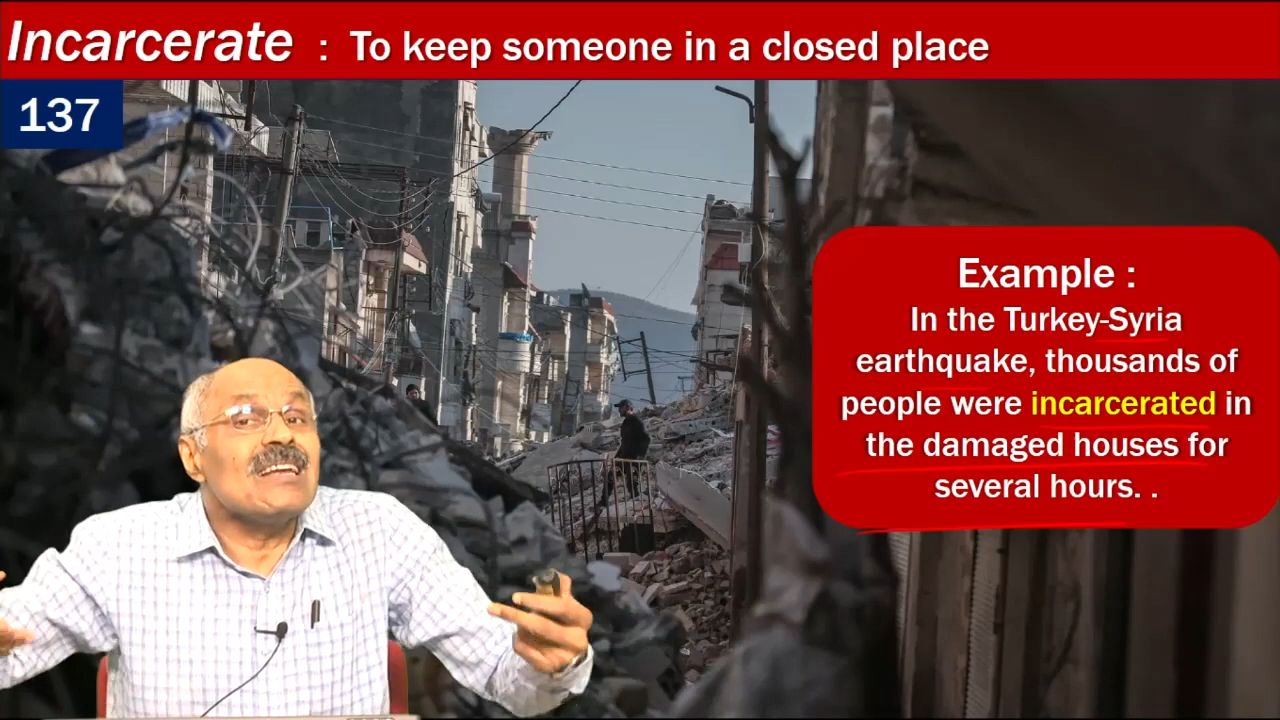 Incarcerate : To keep someone in a closed place
137
Example :
In the Turkey-Syria
earthquake, thousands of
people were incarcerated in
the damaged houses for
several hours. .